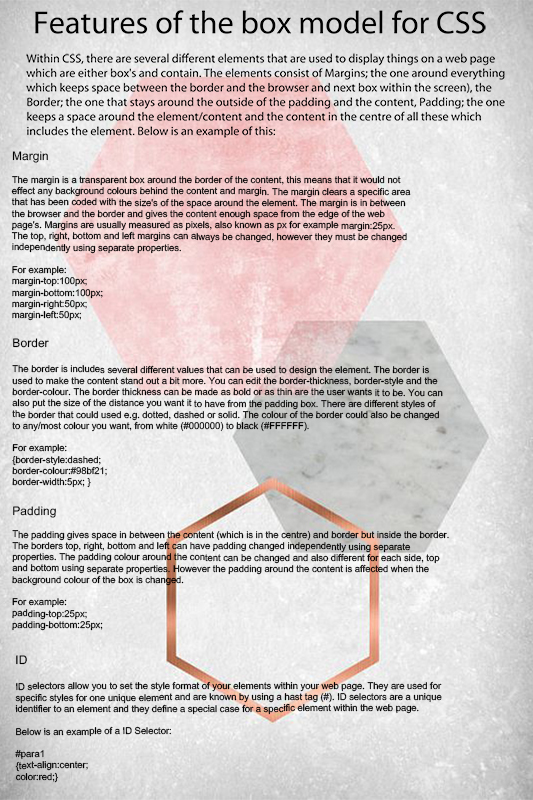 Features of the box model for CSS
Within CSS, there are several different elements that are used to display things on a web page
which are either box's and contain. The elements consist of Margins; the one around everything
which keeps space between the border and the browser and next box within the screen), the
Border; the one that stays around the outside of the padding and the content, Padding; the one
keeps a space around the element/content and the content in the centre of all these which
includes the element. Below is an example of this:
Margin
The margin is a transparent box around the border of the content, this means that it would not
effect any background colours behind the content and margin. The margin clears a specific area
that has been coded with the size's of the space around the element. The margin is in between
the browser and the border and gives the content enough space from the edge of the web
page's. Margins are usually measured as pixels, also known as px for example margin:25px.
The top, right, bottom and left margins can always be changed, however they must be changed
independently using separate properties.
For example:
margin-top:100px;
margin-bottom:100px;
margin-right:50px;
margin-left:50px;
Border
The border is includes several different values that can be used to design the element. The border is
used to make the content stand out a bit more. You can edit the border-thickness, border-style and the
border-colour. The border thickness can be made as bold or as thin are the user wants it to be. You can
also put the size of the distance you want it to have from the padding box. There are different styles of
the border that could used e.g. dotted, dashed or solid. The colour of the border could also be changed
to any/most colour you want, from white (#000000) to black (#FFFFFF).
For example:
{border-style:dashed;
border-colour:#98bf21;
border-width:5px; }
Padding
The padding gives space in between the content (which is in the centre) and border but inside the border.
The borders top, right, bottom and left can have padding changed independently using separate
properties. The padding colour around the content can be changed and also different for each side, top
and bottom using separate properties. However the padding around the content is affected when the
background colour of the box is changed.
For example:
padding-top:25px;
padding-bottom:25px;
ID
ID selectors allow you to set the style format of your elements within your web page. They are used for
specific styles for one unique element and are known by using a hast tag (#). ID selectors are a unique
identifier to an element and they define a special case for a specific element within the web page.
Below is an example of a ID Selector:
#para1
{text-align:center;
color:red;}